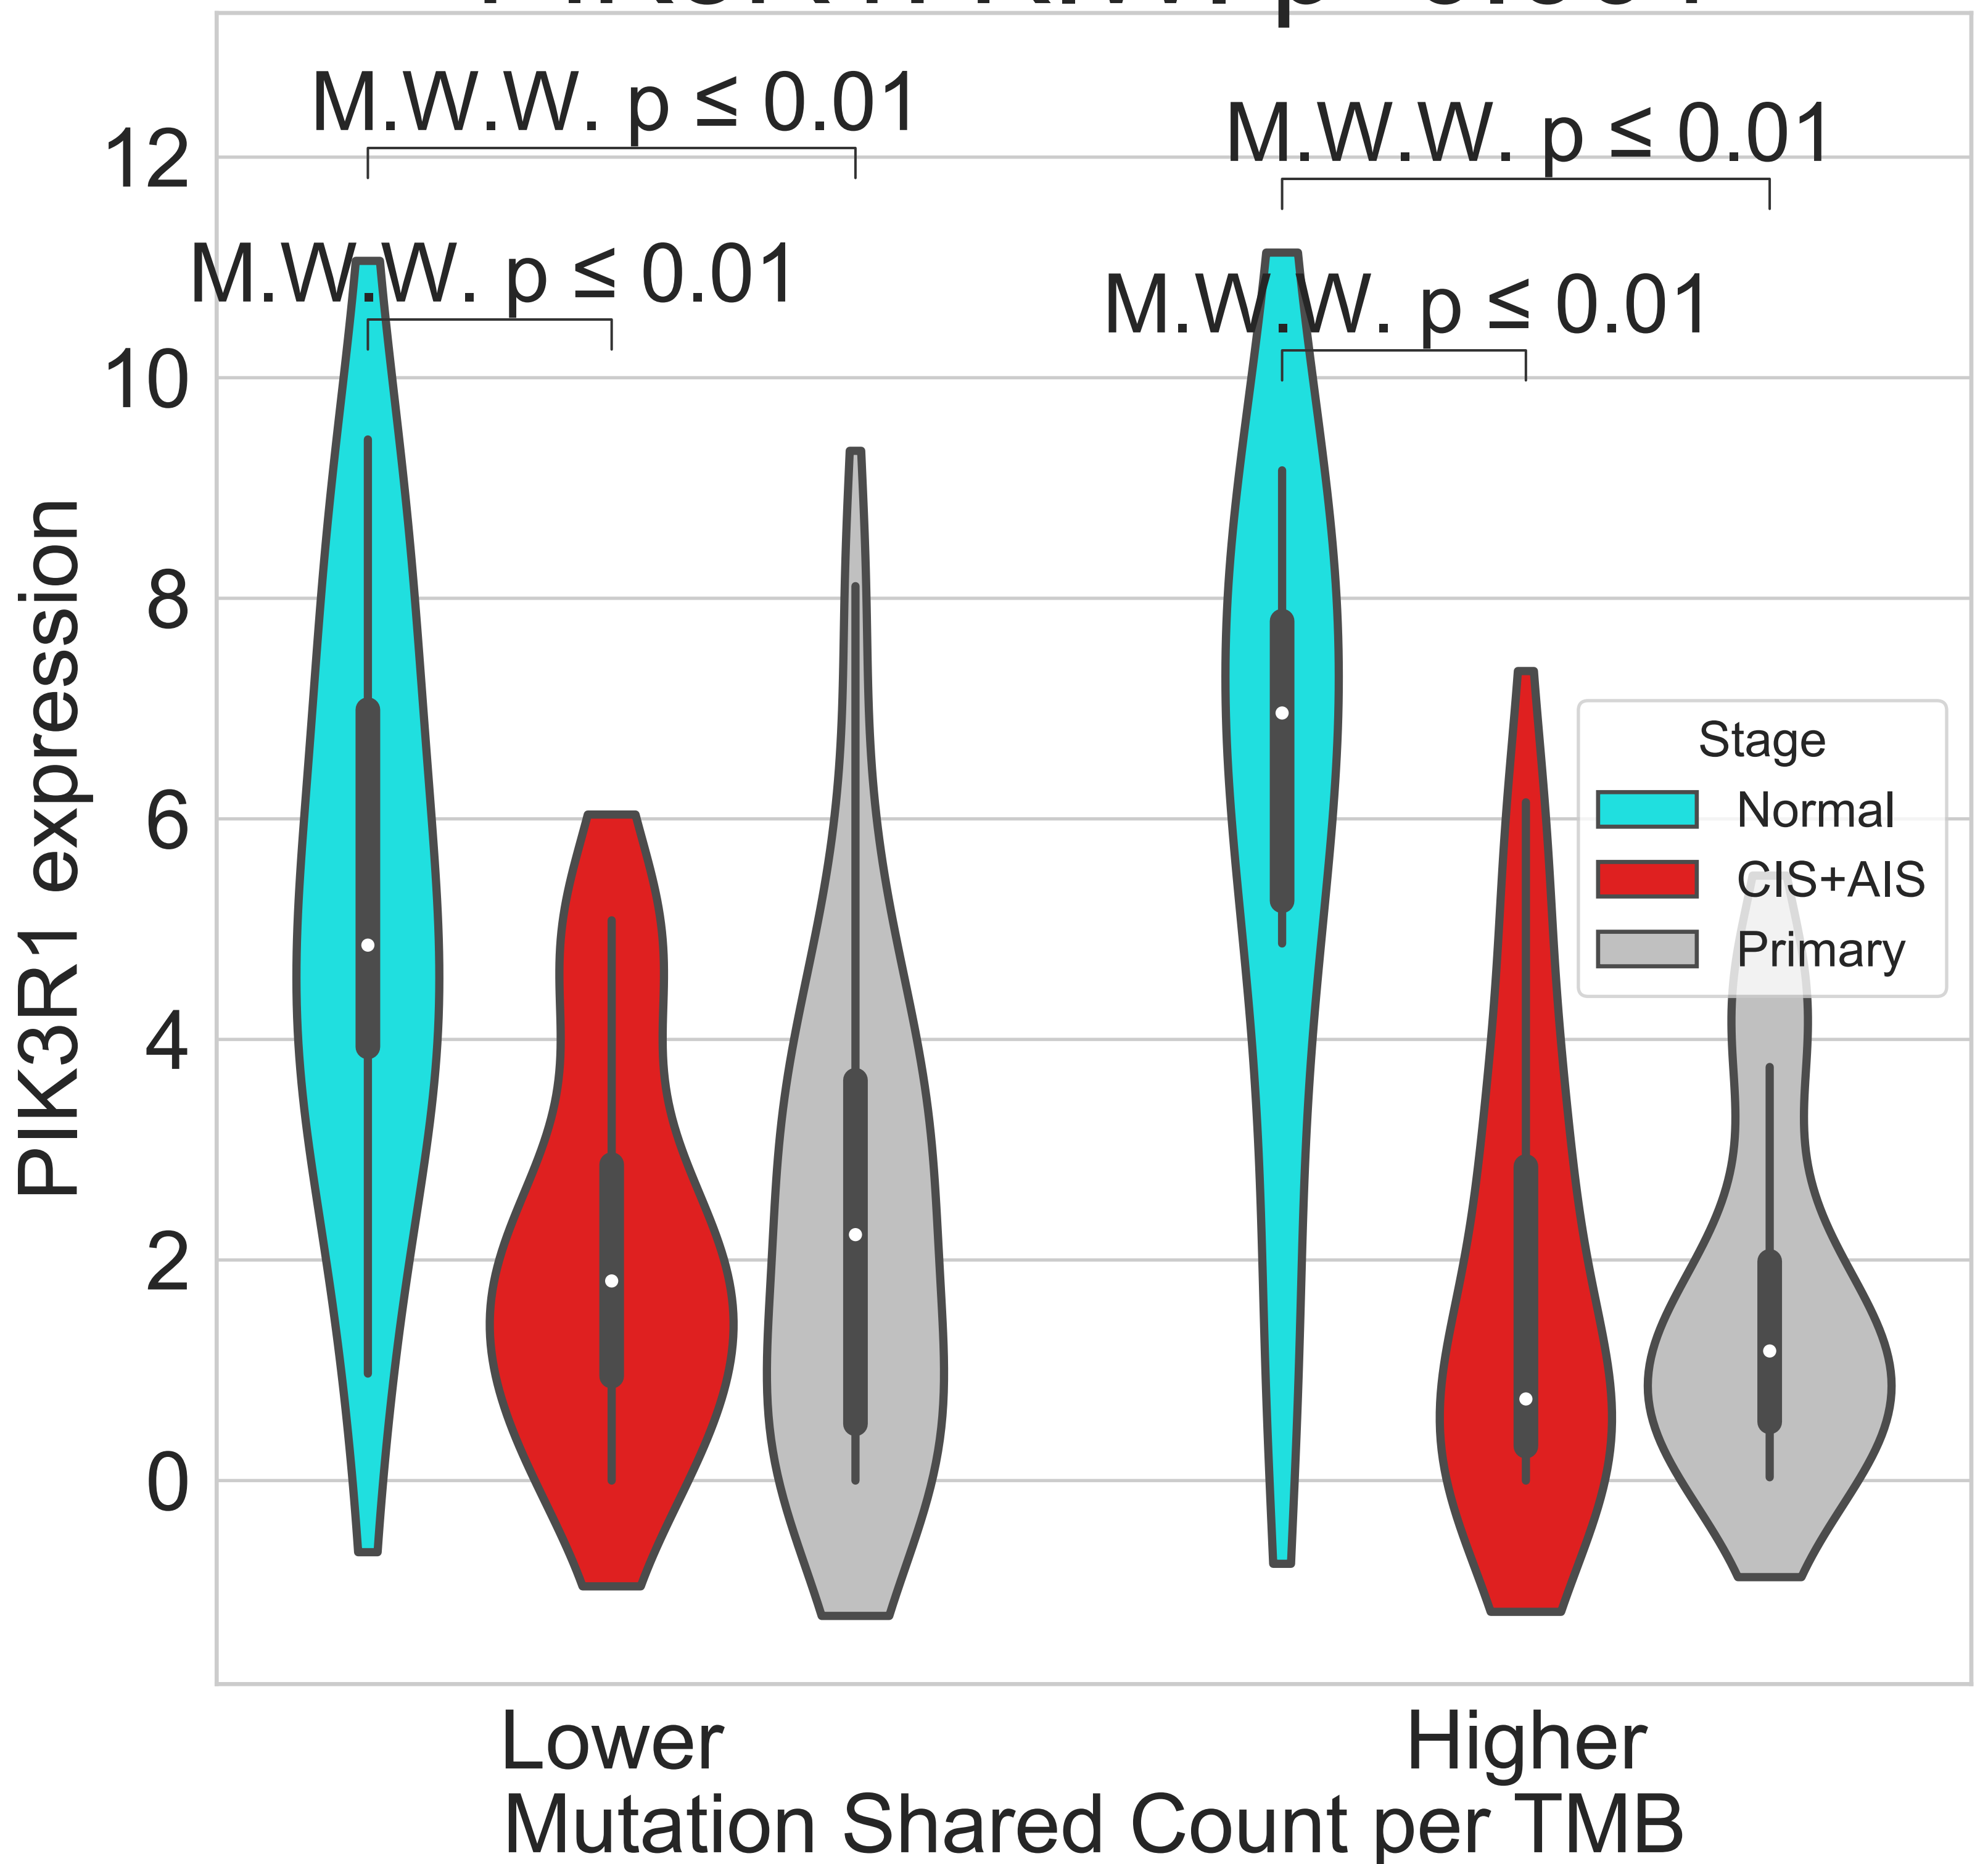 M.W.W. p ≤ 0.01
M.W.W. p ≤ 0.01
M.W.W. p ≤ 0.01
M.W.W. p ≤ 0.01
12
10
8
6
4
2
0
PIK3R1 expression
Stage
Normal
CIS+AIS
Primary
Lower
Higher
Mutation Shared Count per TMB